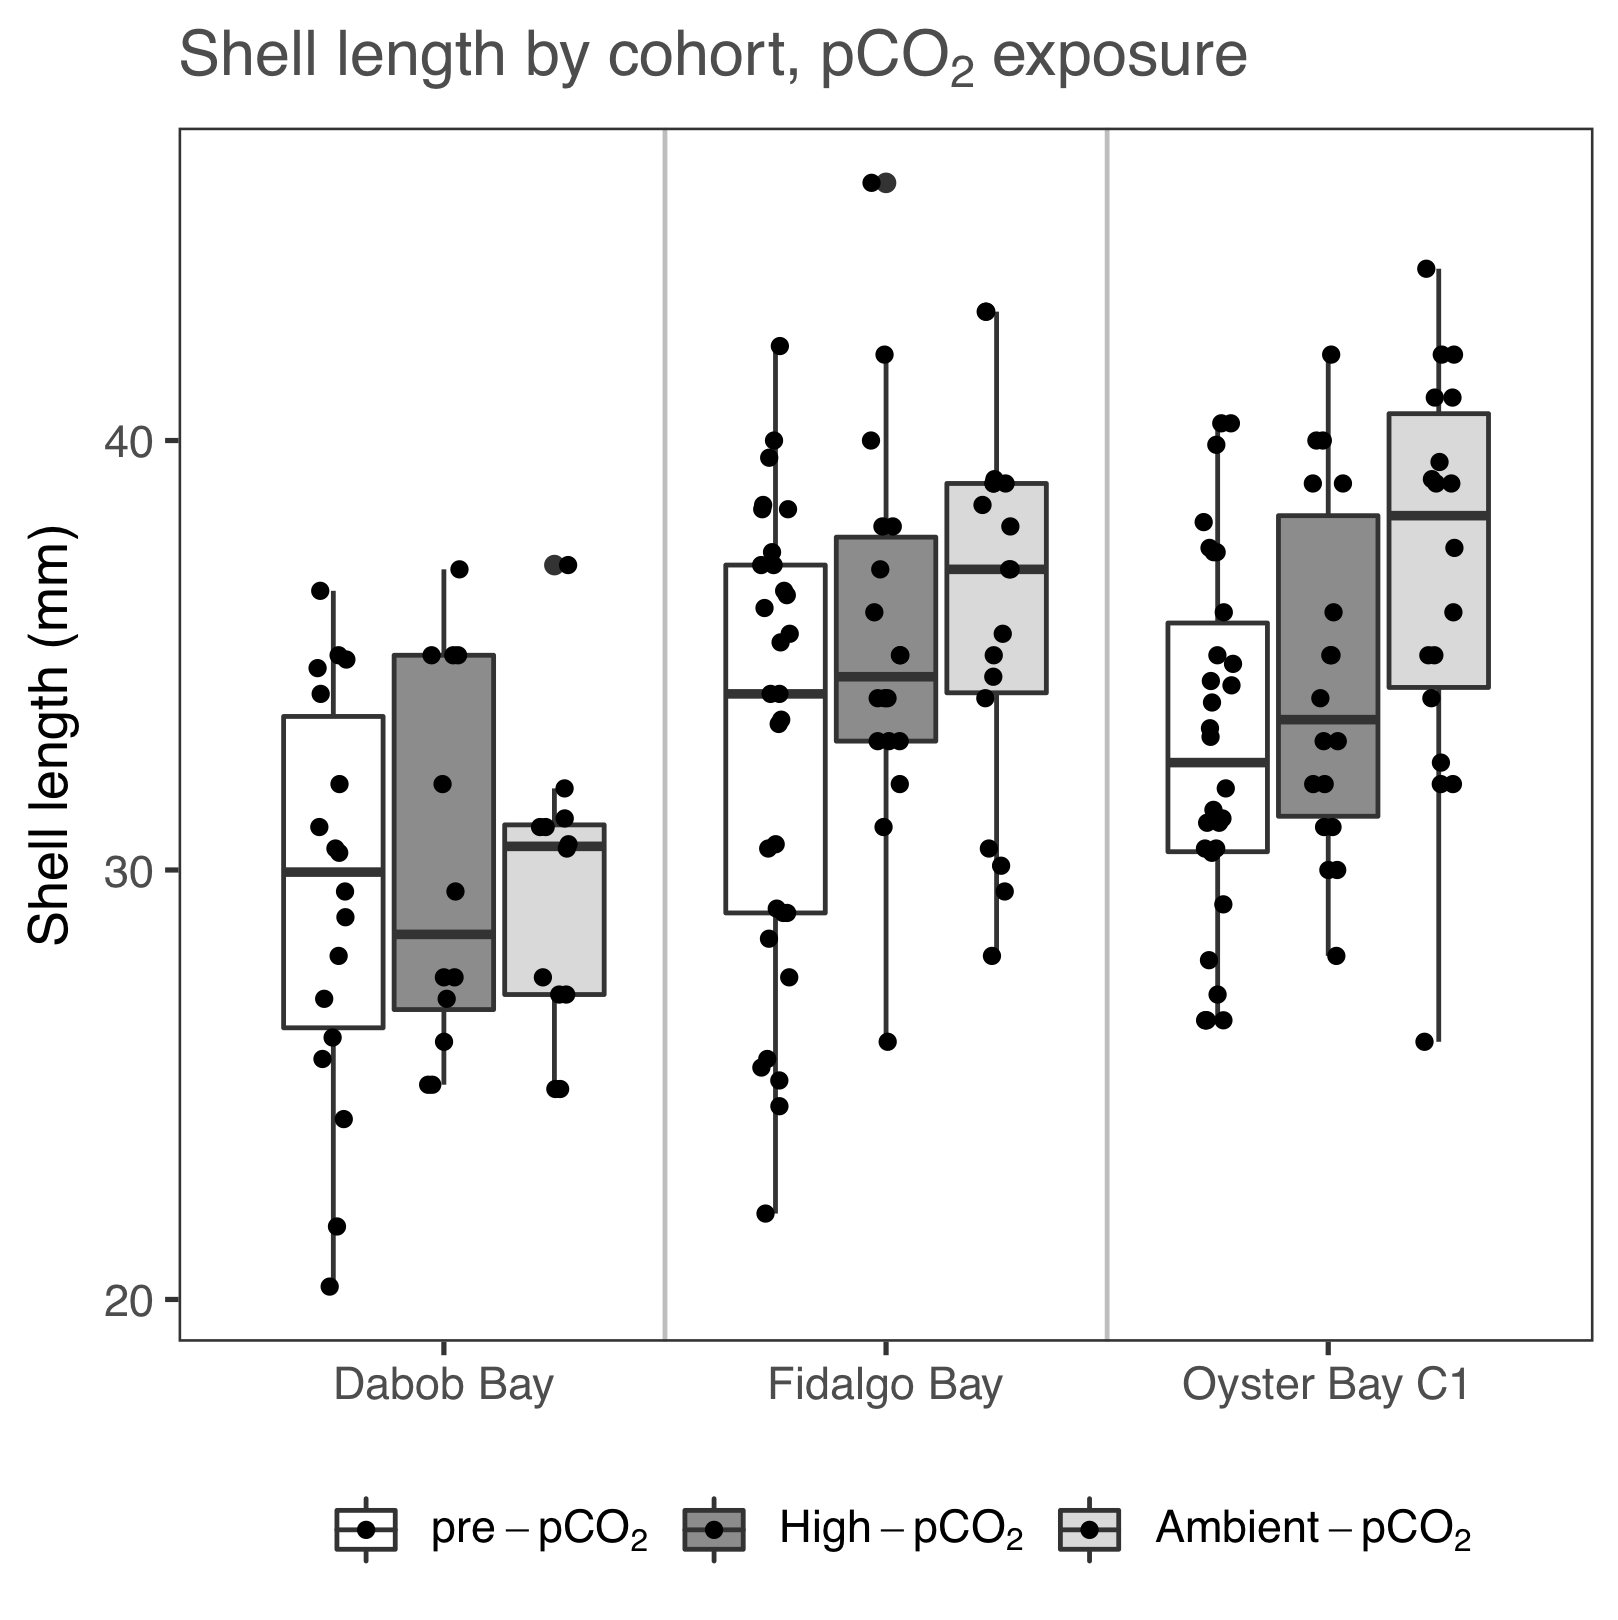 Shell length by cohort, pCO₂ exposure
Shell length (mm)
40
30
20
Dabob Bay Fidalgo Bay Oyster Bay C1
pre – pCO₂ High – pCO₂ Ambient – pCO₂